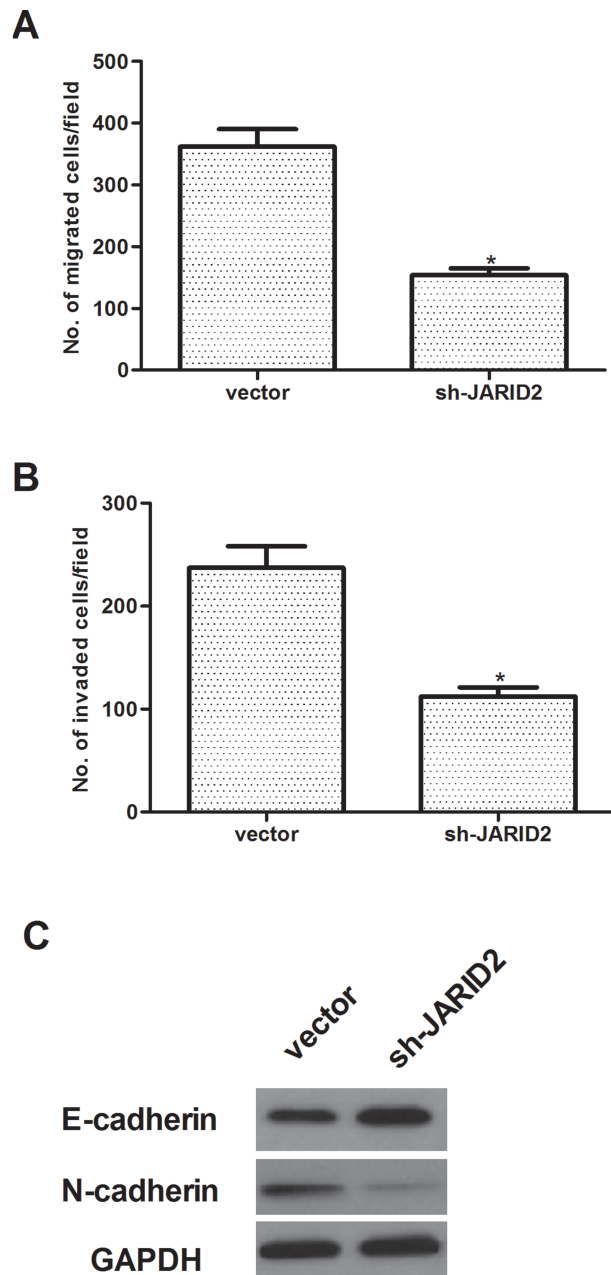 A
No. of migrated cells/field
500
400
300
200
100
0
*
vector
sh-JARID2
B
No. of invaded cells/field
300
200
100
0
*
vector
sh-JARID2
C
vector
sh-JARID2
E-cadherin
N-cadherin
GAPDH